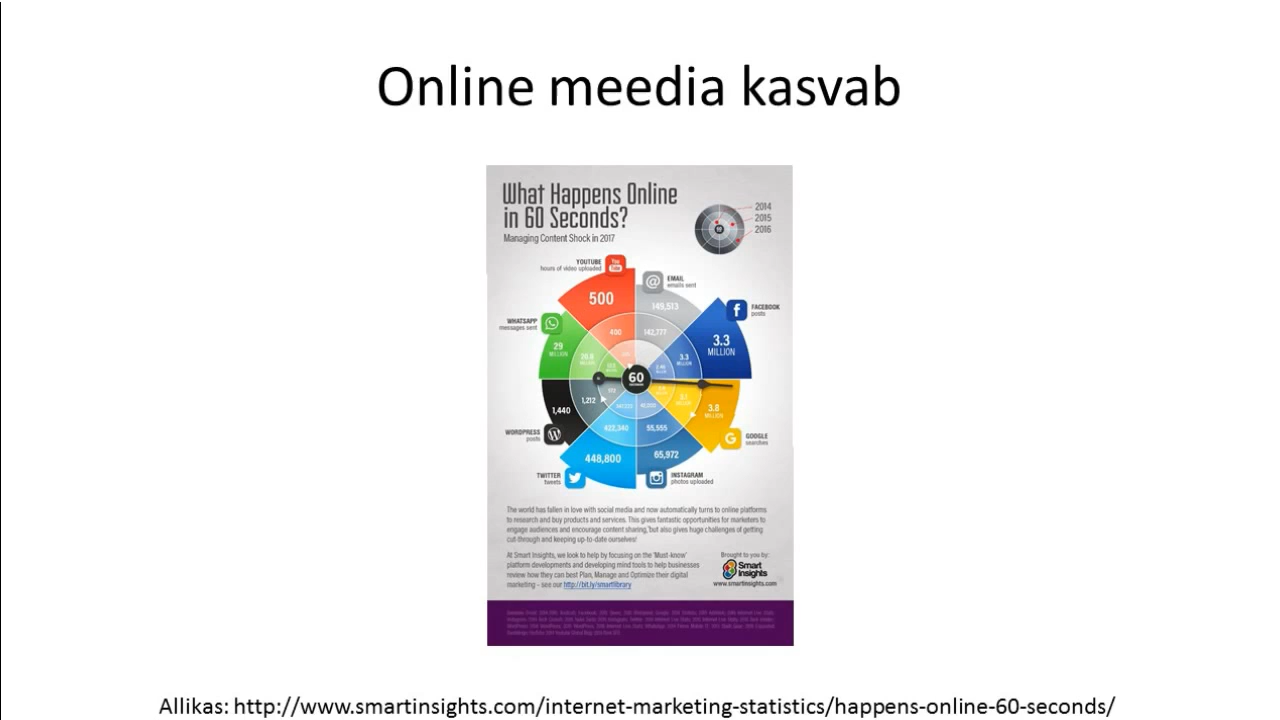 Online meedia kasvab
What Happens Online
in 60 Seconds?
Managing Content Shock in 2017
2014
2015
2016
60
YOUTUBE
hours of video uploaded
You
Tube
500
400
EMAIL
emails sent
149,513
142,777
FACEBOOK
posts
3.3
MILLION
3.3
WHATSAPP
messages sent
29
MILLION
20.8
60
1,440
1,212
WORDPRESS
posts
3.8
MILLION
GOOGLE
searches
422,340
55,555
448,800
65,972
TWITTER
tweets
INSTAGRAM
photos uploaded
The world has fallen in love with social media and now automatically turns to online platforms
to research and buy products and services. This gives fantastic opportunities for marketers to
engage audiences and encourage content sharing, but also gives huge challenges of getting
cut-through and keeping up-to-date ourselves!
At Smart Insights, we look to help by focusing on the 'Must-know'
platform developments and developing mind tools to help businesses
review how they can best Plan, Manage and Optimize their digital
marketing – see our http://bit.ly/smartlibrary
Brought to you by:
Smart
Insights
www.smartinsights.com
Allikas: http://www.smartinsights.com/internet-marketing-statistics/happens-online-60-seconds/